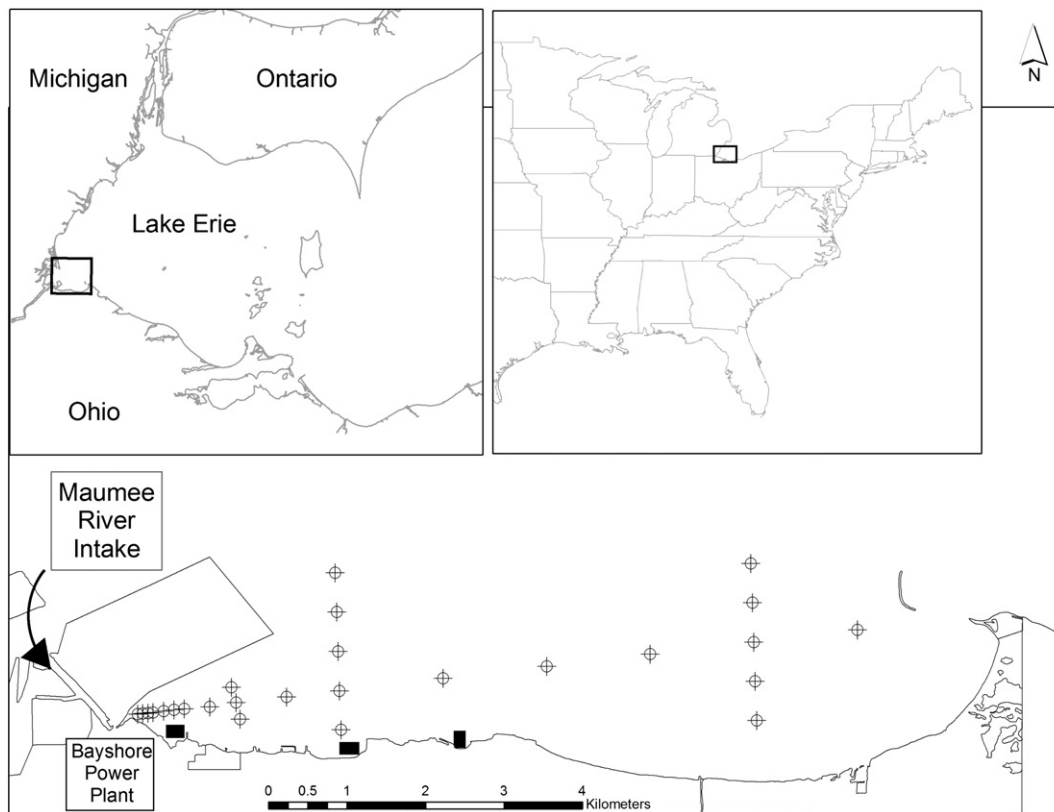 Michigan
Ontario
Lake Erie
Ohio
N
Maumee
River
Intake
Bayshore
Power
Plant
0 0.5 1 2 3 4
Kilometers